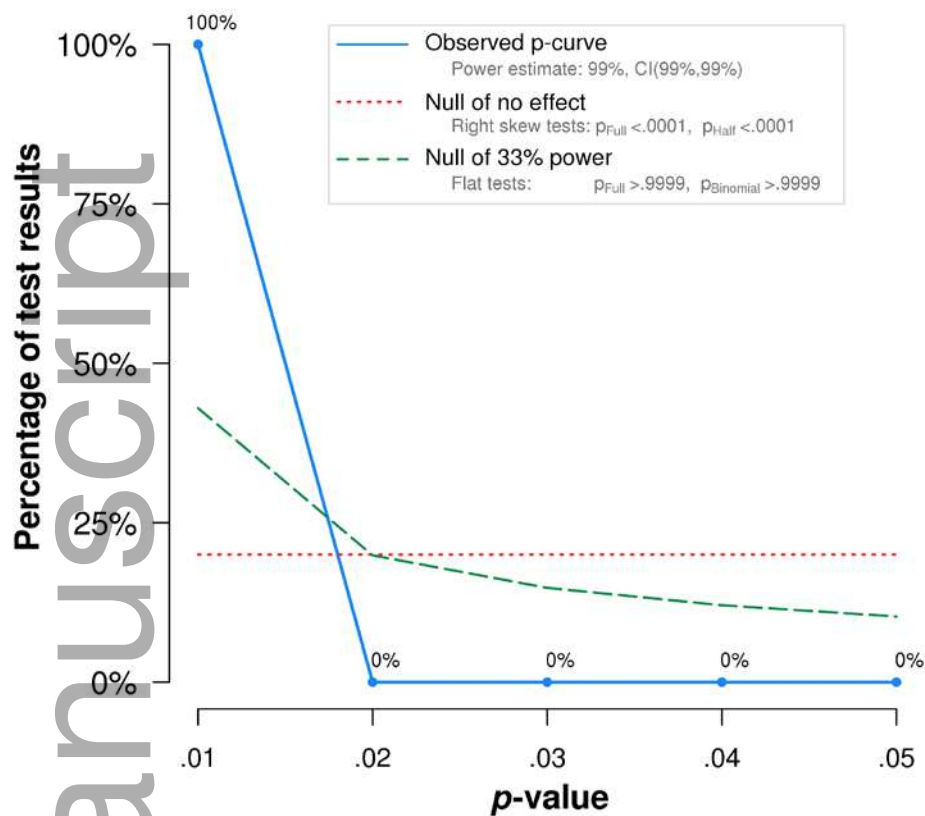 100%
Observed p-curve
Power estimate: 99%, CI(99%,99%)
Null of no effect
Right skew tests: pFull <.0001, pHalf <.0001
Null of 33% power
Flat tests: pFull >.9999, pBinomial >.9999
100%
75%
50%
25%
0%
Percentage of test results
anuscript
0%
0%
0%
0%
.01
.02
.03
.04
.05
p-value